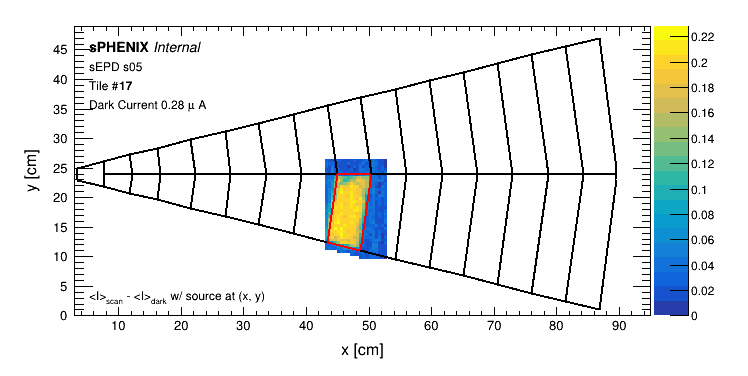 sPHENIX Internal
sEPD s05
Tile #17
Dark Current 0.28 μ A
<I>scan - <I>dark w/ source at (x, y)
y [cm]
45
40
35
30
25
20
15
10
5
0
10 20 30 40 50 60 70 80 90
x [cm]
0.22
0.2
0.18
0.16
0.14
0.12
0.1
0.08
0.06
0.04
0.02
0